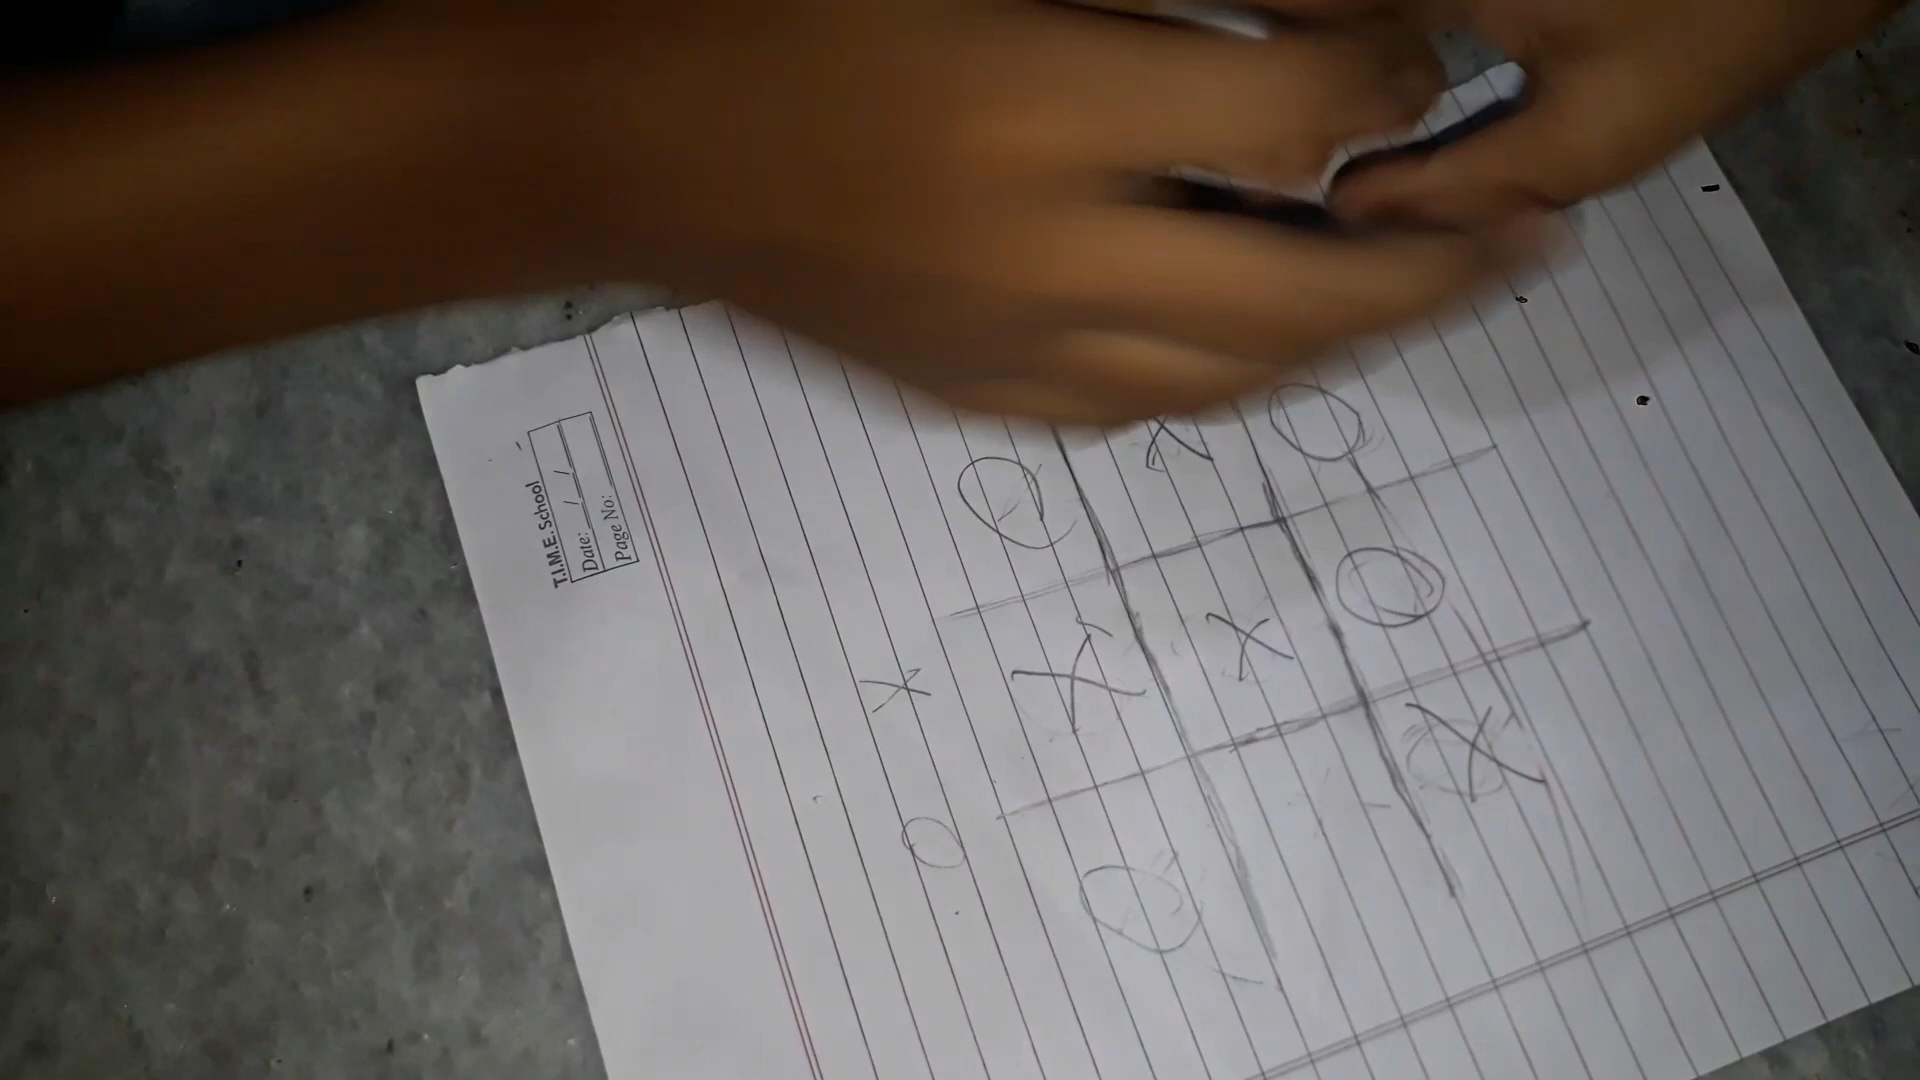 T.I.M.E. School
Date: / /
Page No:
O X O
X X O
O X
X
O